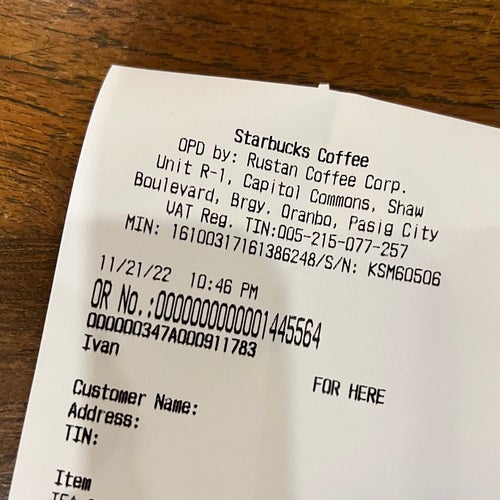 Starbucks Coffee
OPD by: Rustan Coffee Corp.
Unit R-1, Capitol Commons, Shaw
Boulevard, Brgy. Oranbo, Pasig City
VAT Reg. TIN:005-215-077-257
MIN: 16100317161386248/S/N: KSM60506
11/21/22 10:46 PM
OR No.:0000000000001445564
000000347A000911783
Ivan
FOR HERE
Customer Name:
Address:
TIN:
Item